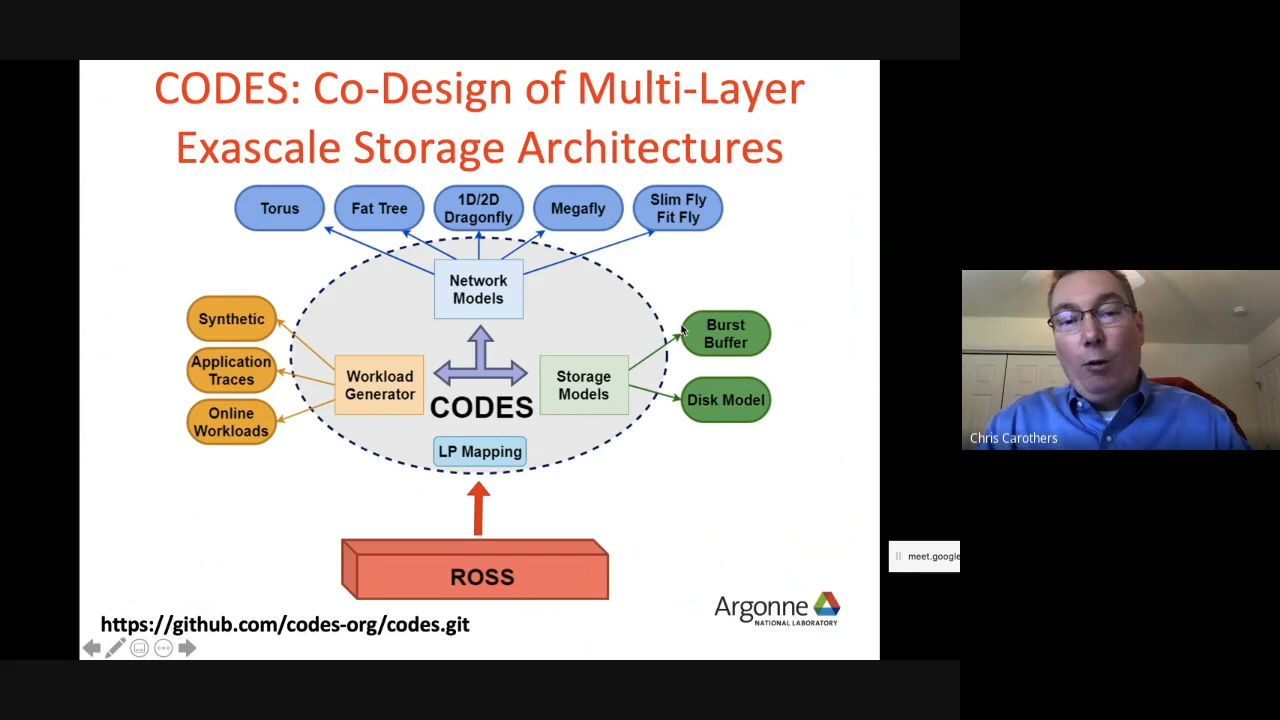 CODES: Co-Design of Multi-Layer
Exascale Storage Architectures
Torus
Fat Tree
1D/2D
Dragonfly
Megafly
Slim Fly
Fit Fly
Network
Models
Synthetic
Application
Traces
Online
Workloads
Workload
Generator
CODES
Storage
Models
Burst
Buffer
Disk Model
LP Mapping
ROSS
https://github.com/codes-org/codes.git
Argonne
NATIONAL LABORATORY
Chris Carothers
meet.google